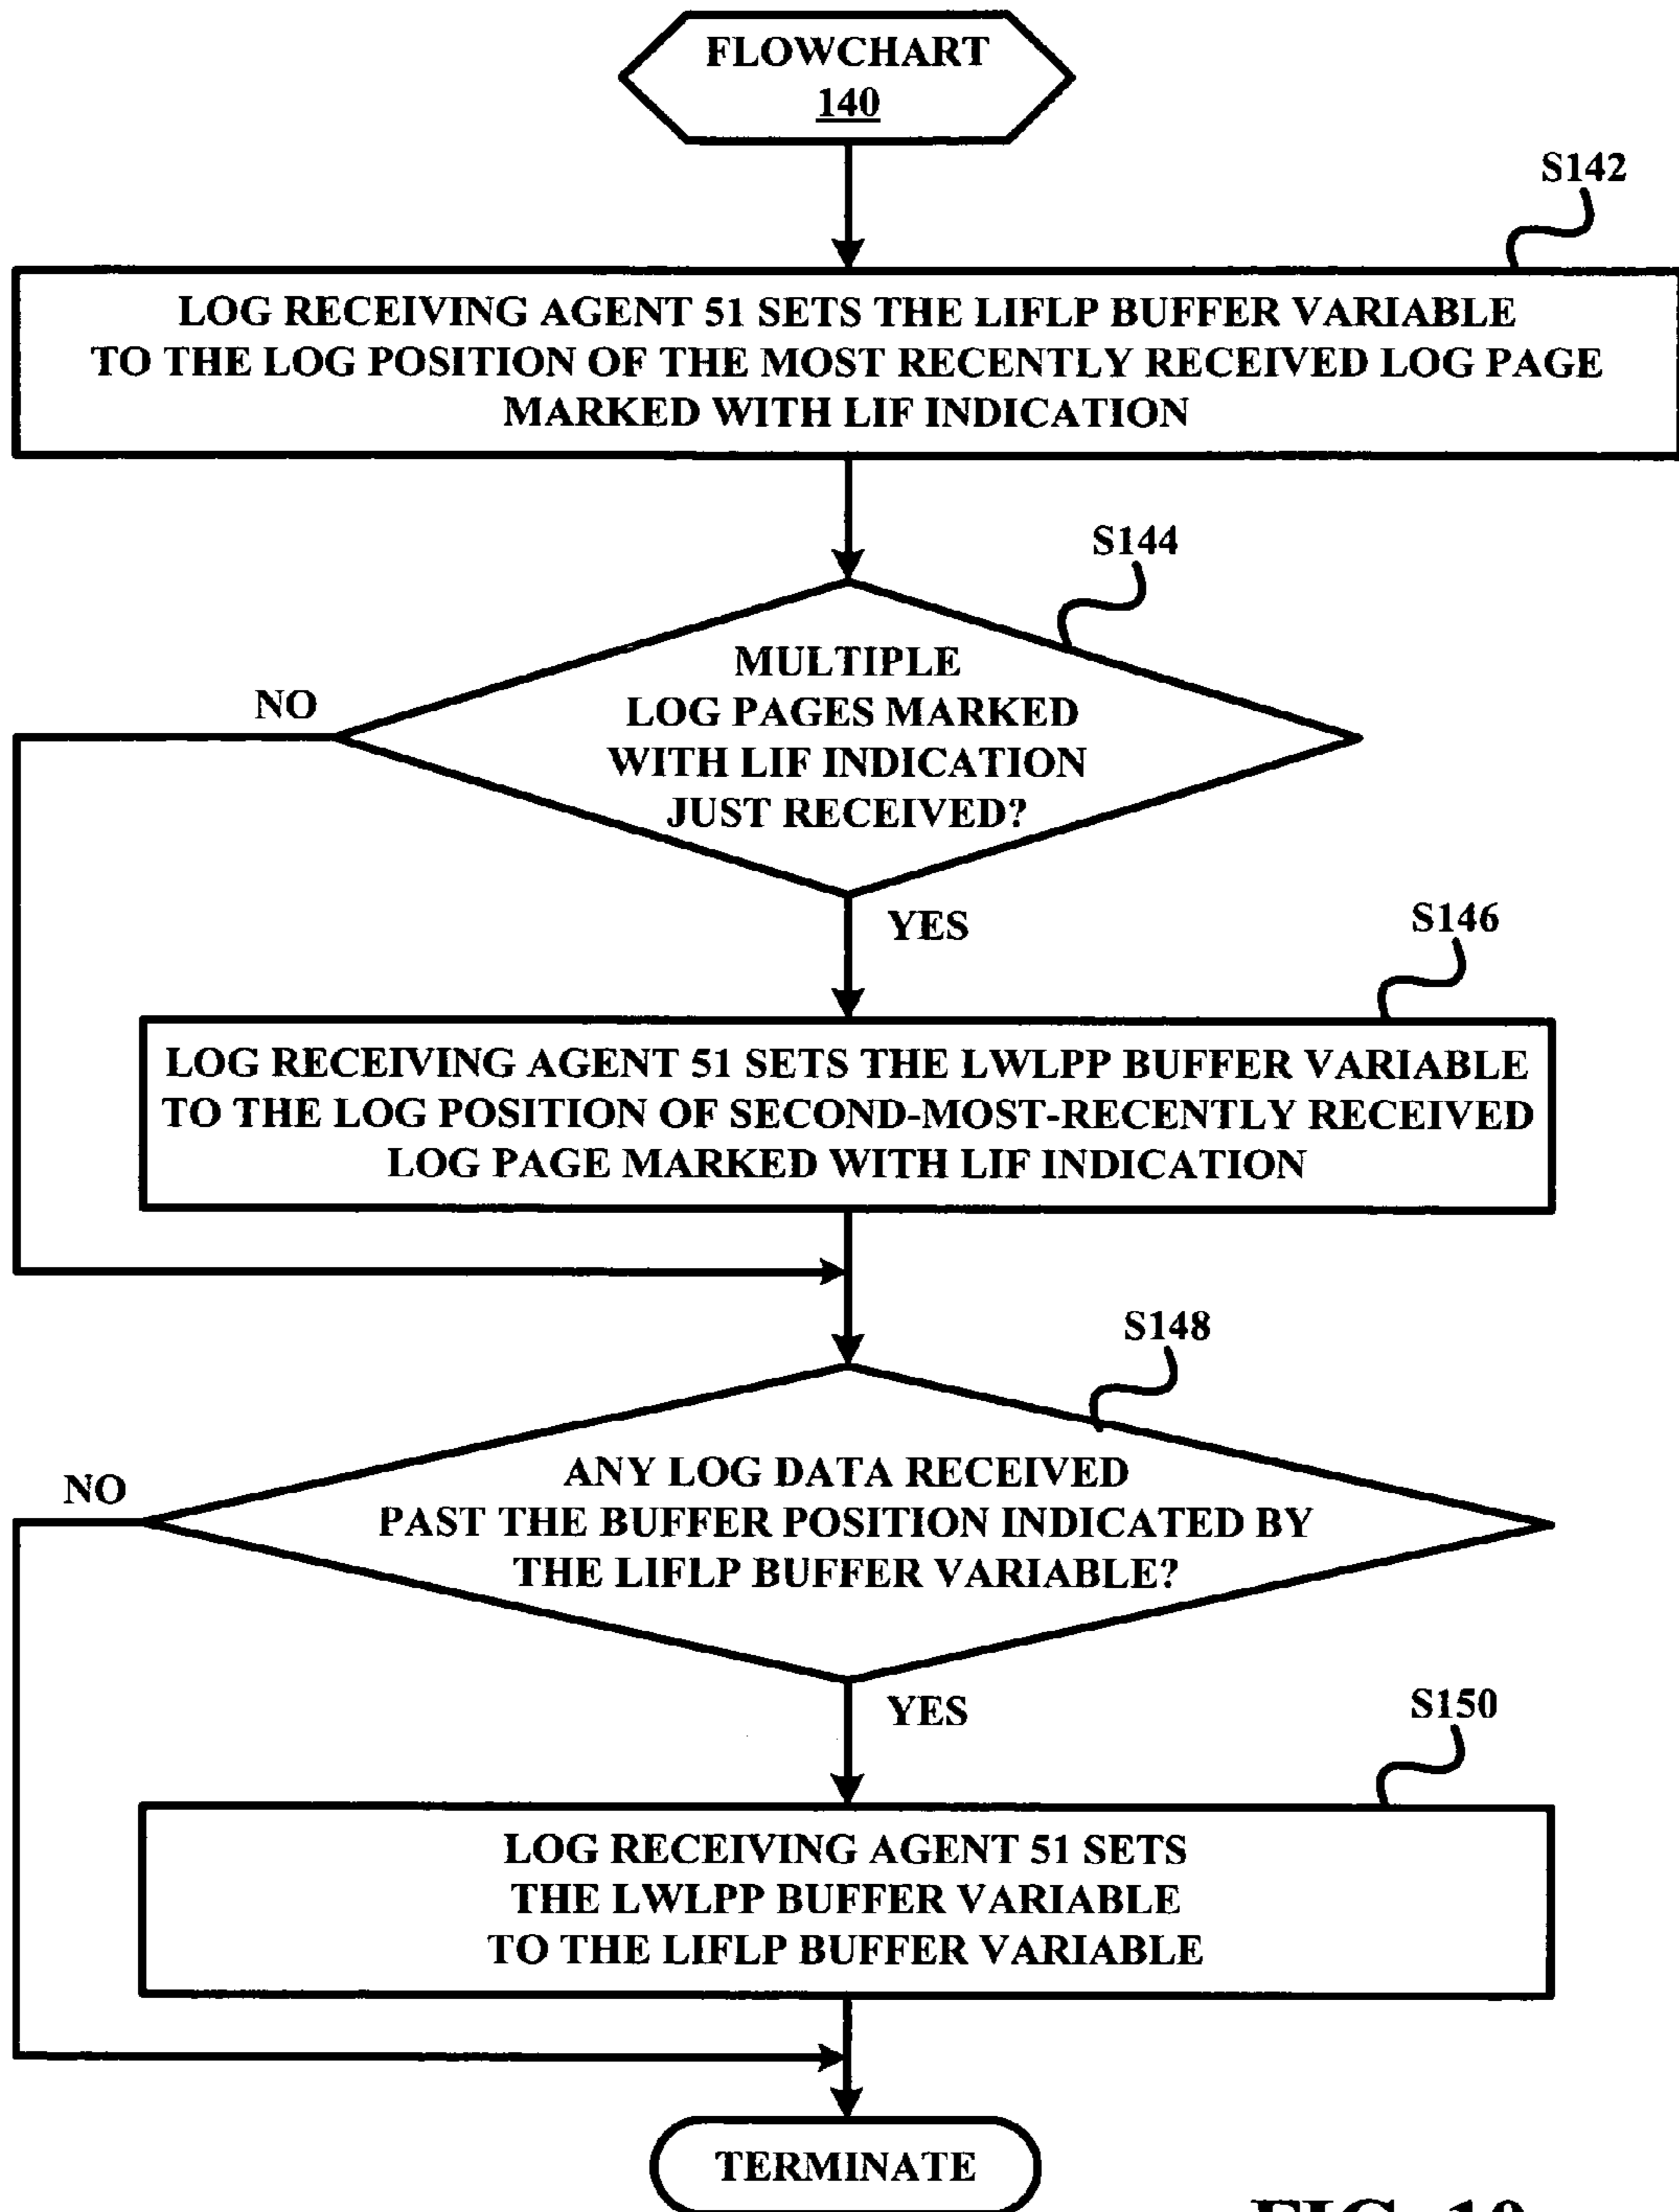 FLOWCHART
140
S142
LOG RECEIVING AGENT 51 SETS THE LIFLP BUFFER VARIABLE
TO THE LOG POSITION OF THE MOST RECENTLY RECEIVED LOG PAGE
MARKED WITH LIF INDICATION
S144
MULTIPLE
LOG PAGES MARKED
WITH LIF INDICATION
JUST RECEIVED?
NO
YES
S146
LOG RECEIVING AGENT 51 SETS THE LWLPP BUFFER VARIABLE
TO THE LOG POSITION OF SECOND-MOST-RECENTLY RECEIVED
LOG PAGE MARKED WITH LIF INDICATION
S148
ANY LOG DATA RECEIVED
PAST THE BUFFER POSITION INDICATED BY
THE LIFLP BUFFER VARIABLE?
NO
YES
S150
LOG RECEIVING AGENT 51 SETS
THE LWLPP BUFFER VARIABLE
TO THE LIFLP BUFFER VARIABLE
TERMINATE